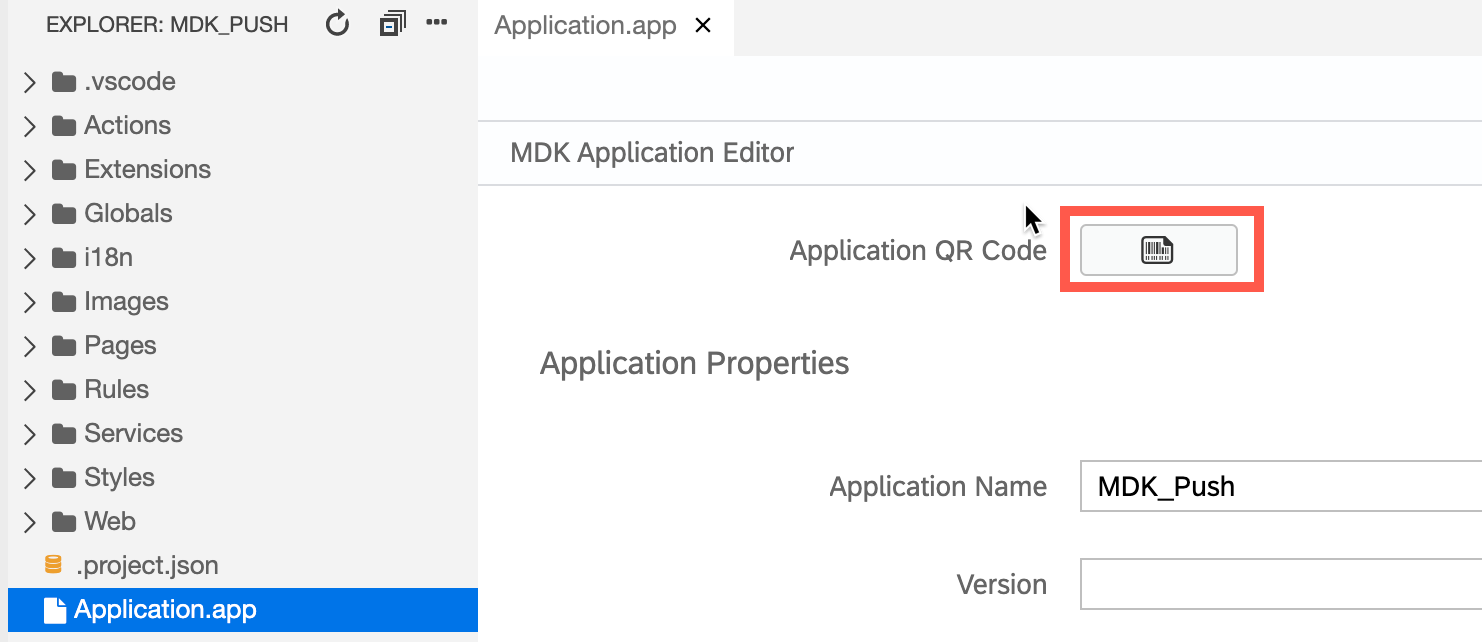 EXPLORER: MDK_PUSH
.vscode
Actions
Extensions
Globals
i18n
Images
Pages
Rules
Services
Styles
Web
.project.json
Application.app
Application.app
MDK Application Editor
Application QR Code
Application Properties
Application Name MDK_Push
Version